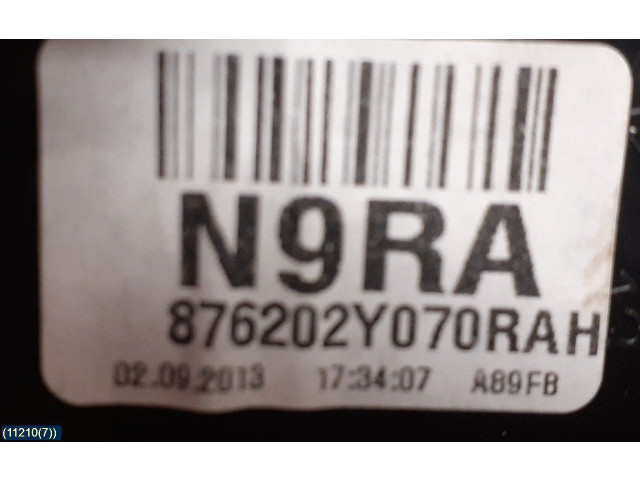 N9RA
876202Y070RAH
02.09.2013 17:34:07 A89FB
(11210(7))